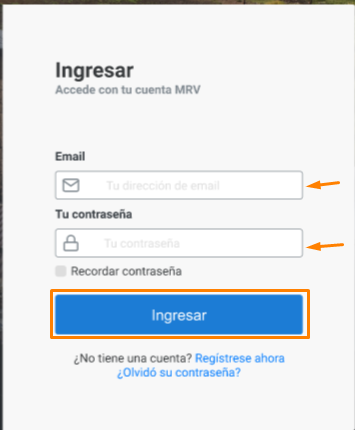 Ingresar
Accede con tu cuenta MRV
Email
Tu dirección de email
Tu contraseña
Tu contraseña
Recordar contraseña
Ingresar
¿No tiene una cuenta? Regístrese ahora
¿Olvidó su contraseña?